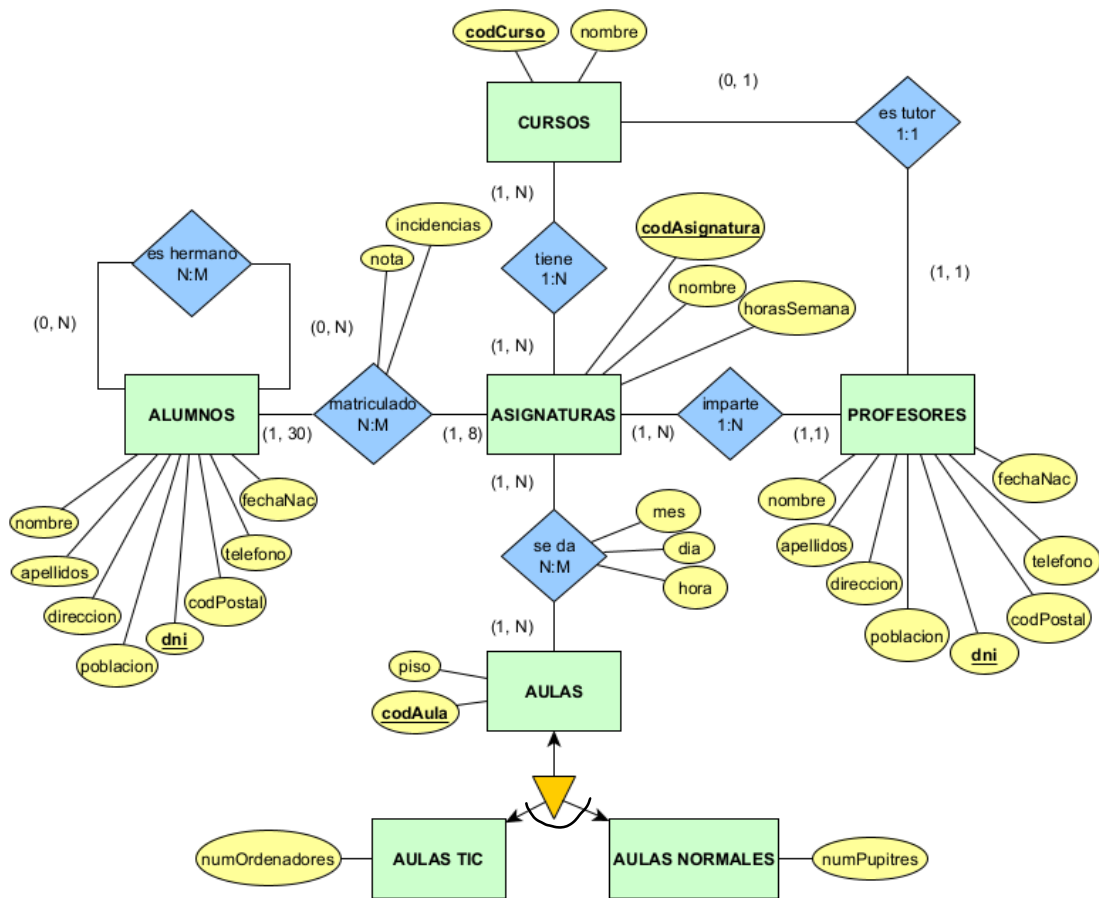 codCurso
nombre
(0, 1)
CURSOS
es tutor
1:1
(1, N)
incidencias
codAsignatura
es hermano
N:M
nota
tiene
1:N
nombre
horasSemana
(1, 1)
(0, N)
(0, N)
(1, N)
ALUMNOS
matriculado
N:M
ASIGNATURAS
imparte
1:N
PROFESORES
(1, 30)
(1, 8)
(1, N)
(1,1)
(1, N)
fechaNac
nombre
apellidos
telefono
direccion
codPostal
poblacion
dni
mes
dia
hora
se da
N:M
fechaNac
nombre
apellidos
telefono
direccion
codPostal
poblacion
dni
(1, N)
piso
codAula
AULAS
numOrdenadores
AULAS TIC
AULAS NORMALES
numPupitres